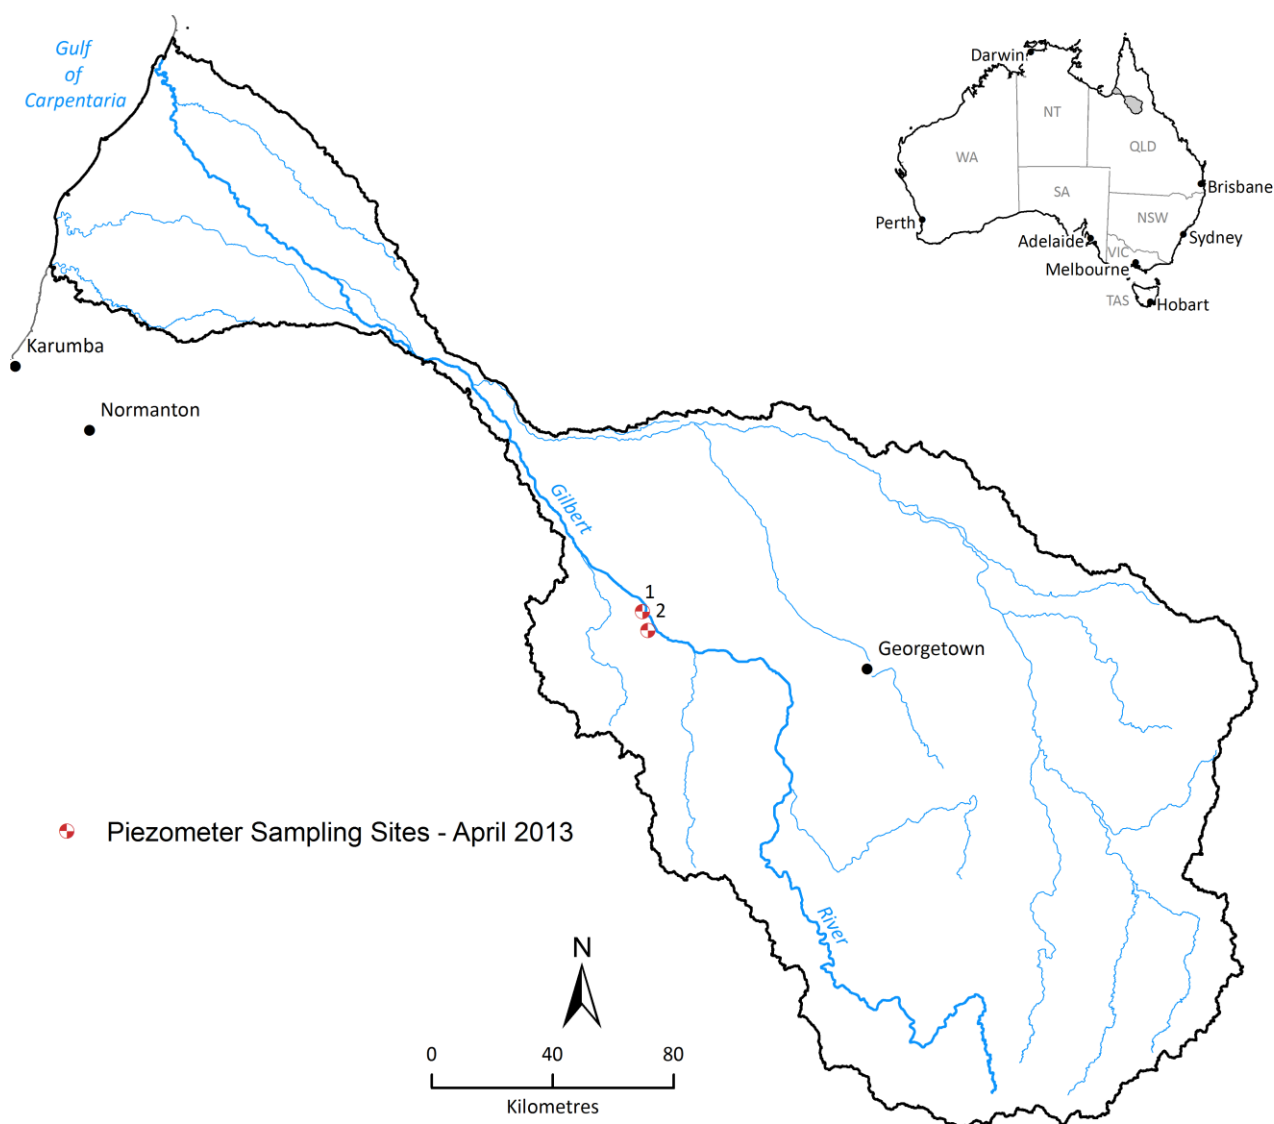 Gulf
of
Carpentaria
Darwin
NT
WA
QLD
SA
Brisbane
NSW
Perth
Adelaide
Sydney
VIC
Melbourne
TAS
Hobart
Karumba
Normanton
Gilbert
1
2
Georgetown
Piezometer Sampling Sites - April 2013
River
N
0 40 80
Kilometres